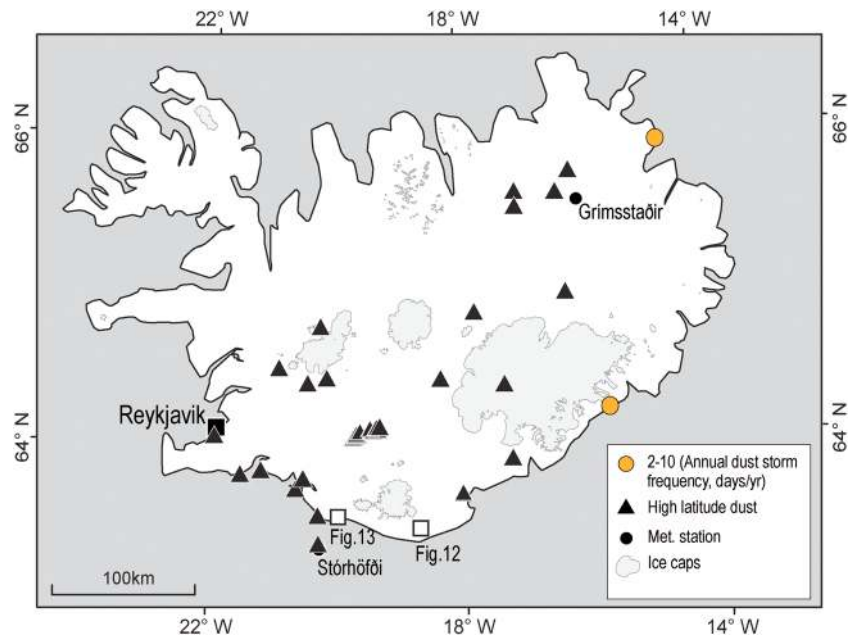 22° W 18° W 14° W
66° N 66° N
Grímsstaðir
Reykjavik
64° N 64° N
2-10 (Annual dust storm
frequency, days/yr)
High latitude dust
Met. station
Ice caps
Fig.13
Fig.12
Stórhöfði
100km
22° W 18° W 14° W